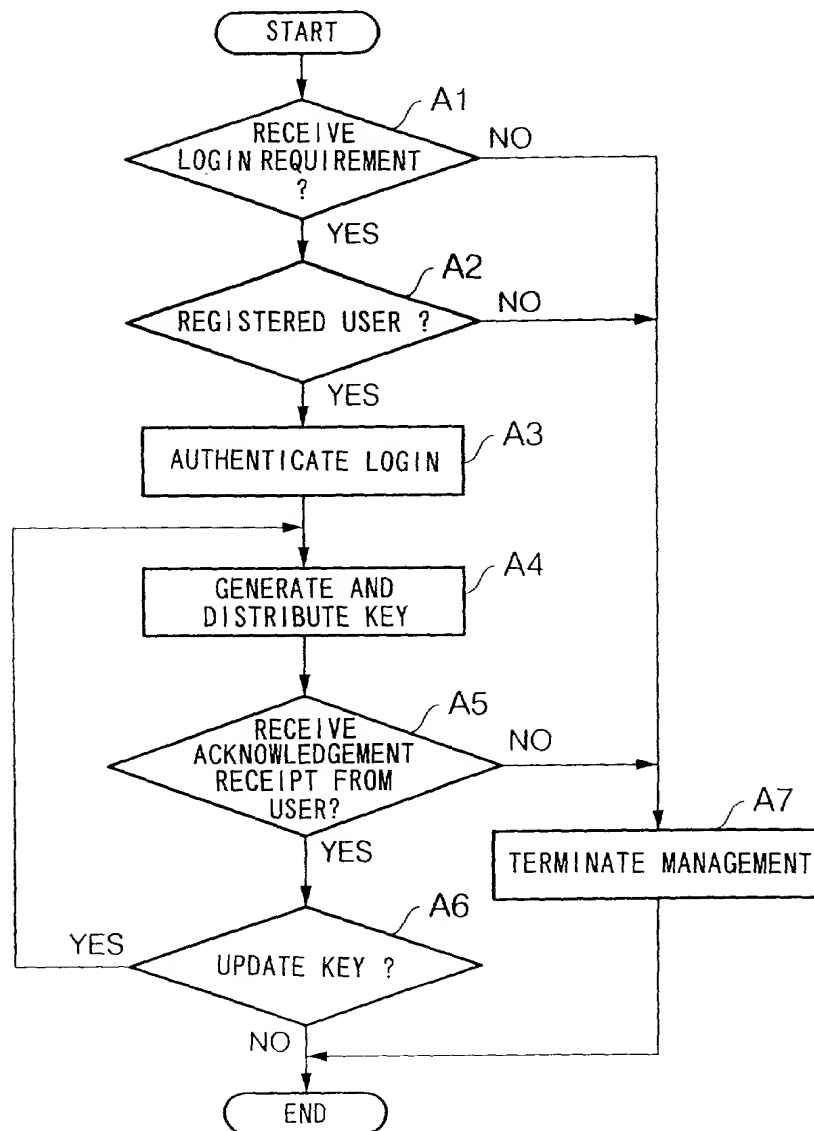 START
A1
RECEIVE
LOGIN REQUIREMENT
?
NO
YES
A2
REGISTERED USER ?
NO
YES
A3
AUTHENTICATE LOGIN
A4
GENERATE AND
DISTRIBUTE KEY
A5
RECEIVE
ACKNOWLEDGEMENT
RECEIPT FROM
USER?
NO
YES
A7
TERMINATE MANAGEMENT
A6
UPDATE KEY ?
YES
NO
END